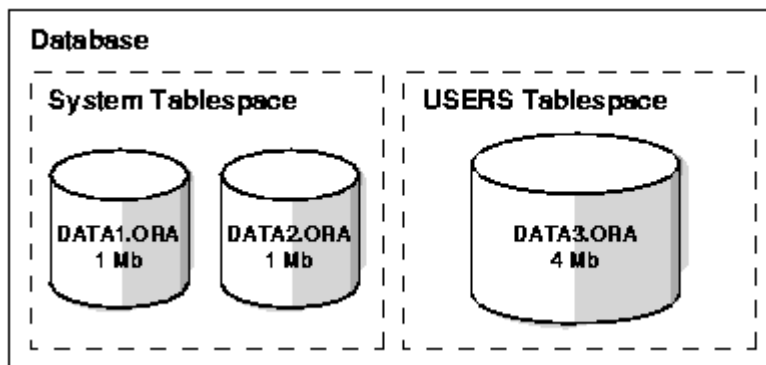 Database
System Tablespace
USERS Tablespace
DATA1.ORA
1 Mb
DATA2.ORA
1 Mb
DATA3.ORA
4 Mb